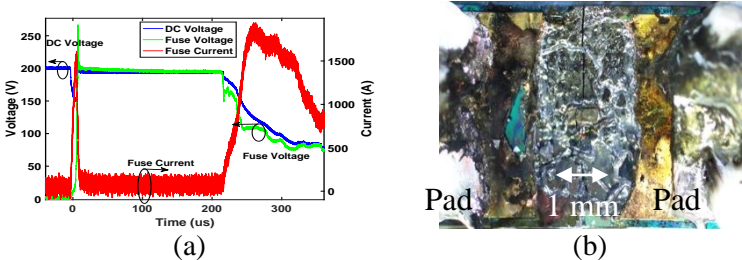 DC Voltage
Fuse Voltage
Fuse Current
DC Voltage
Fuse Current
Fuse Voltage
Voltage (V)
300
250
200
150
100
50
0
Current (A)
1500
1000
500
0
0
100
200
300
Time (us)
(a)
Pad
Pad
1 mm
(b)